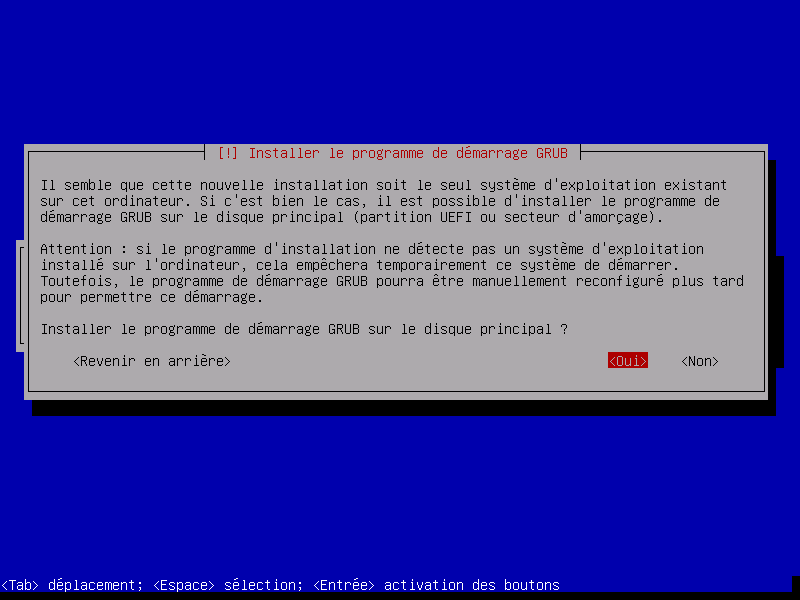 [!] Installer le programme de démarrage GRUB
Il semble que cette nouvelle installation soit le seul système d'exploitation existant
sur cet ordinateur. Si c'est bien le cas, il est possible d'installer le programme de
démarrage GRUB sur le disque principal (partition UEFI ou secteur d'amorçage).
Attention : si le programme d'installation ne détecte pas un système d'exploitation
installé sur l'ordinateur, cela empêchera temporairement ce système de démarrer.
Toutefois, le programme de démarrage GRUB pourra être manuellement reconfiguré plus tard
pour permettre ce démarrage.
Installer le programme de démarrage GRUB sur le disque principal ?
<Revenir en arrière> <Oui> <Non>
<Tab> déplacement; <Espace> sélection; <Entrée> activation des boutons